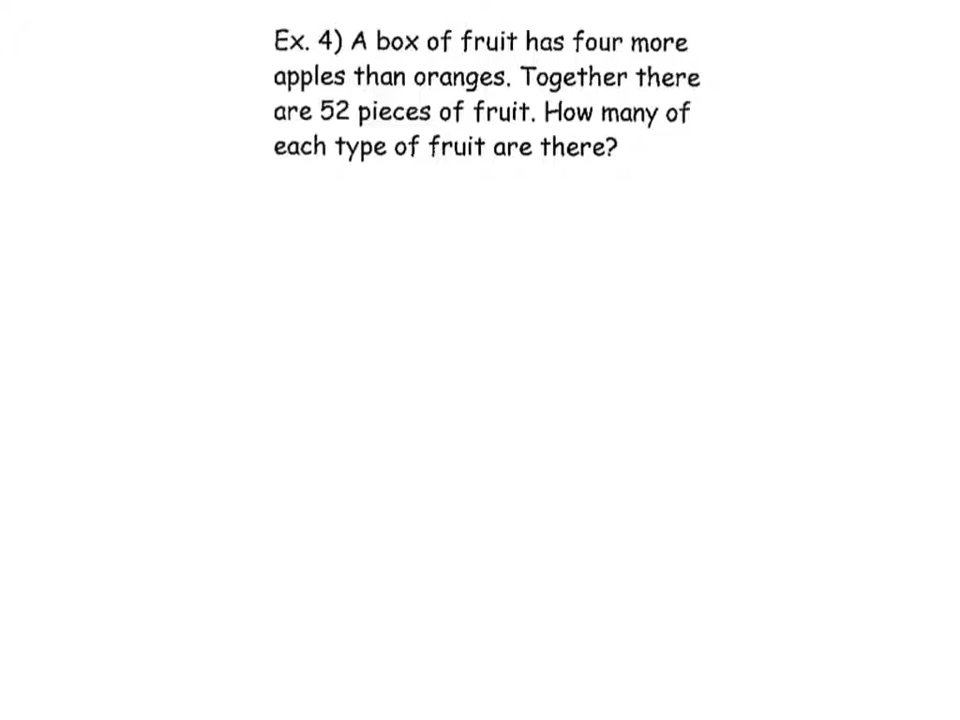 Ex. 4) A box of fruit has four more
apples than oranges. Together there
are 52 pieces of fruit. How many of
each type of fruit are there?